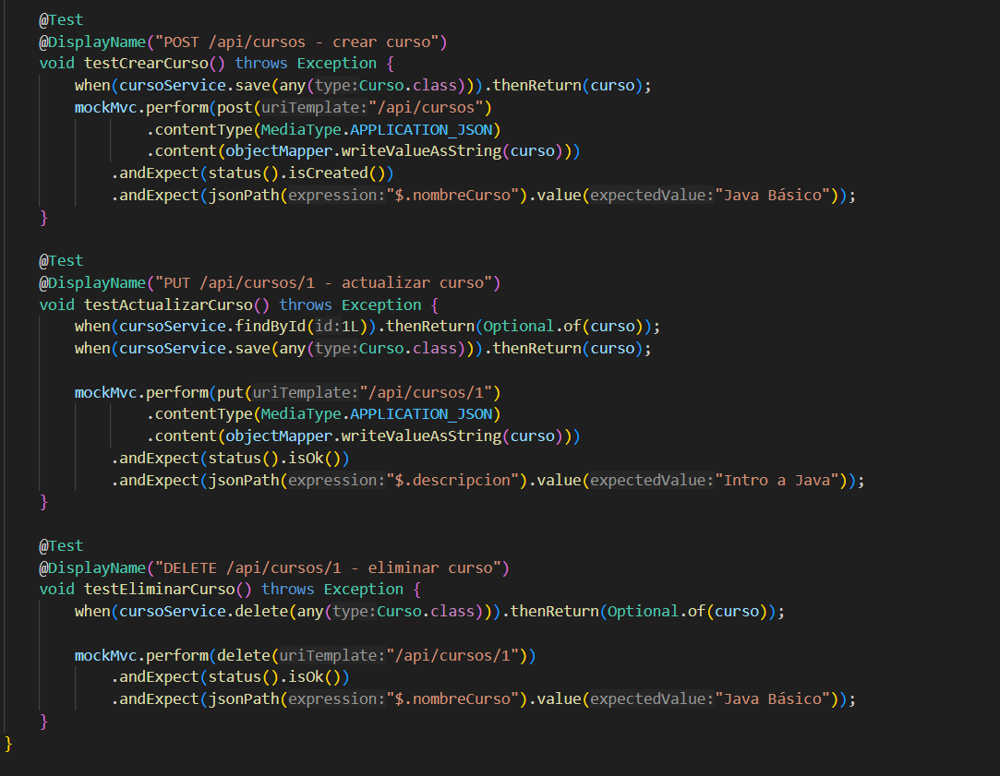 @Test
@DisplayName("POST /api/cursos - crear curso")
void testCrearCurso() throws Exception {
when(cursoService.save(any(type:Curso.class))).thenReturn(curso);
mockMvc.perform(post(uriTemplate:"/api/cursos")
.contentType(MediaType.APPLICATION_JSON)
.content(objectMapper.writeValueAsString(curso)))
.andExpect(status().isCreated())
.andExpect(jsonPath(expression:"$.nombreCurso").value(expectedValue:"Java Básico"));
}
@Test
@DisplayName("PUT /api/cursos/1 - actualizar curso")
void testActualizarCurso() throws Exception {
when(cursoService.findById(id:1L)).thenReturn(Optional.of(curso));
when(cursoService.save(any(type:Curso.class))).thenReturn(curso);
mockMvc.perform(put(uriTemplate:"/api/cursos/1")
.contentType(MediaType.APPLICATION_JSON)
.content(objectMapper.writeValueAsString(curso)))
.andExpect(status().isOk())
.andExpect(jsonPath(expression:"$.descripcion").value(expectedValue:"Intro a Java"));
}
@Test
@DisplayName("DELETE /api/cursos/1 - eliminar curso")
void testEliminarCurso() throws Exception {
when(cursoService.delete(any(type:Curso.class))).thenReturn(Optional.of(curso));
mockMvc.perform(delete(uriTemplate:"/api/cursos/1"))
.andExpect(status().isOk())
.andExpect(jsonPath(expression:"$.nombreCurso").value(expectedValue:"Java Básico"));
}
}